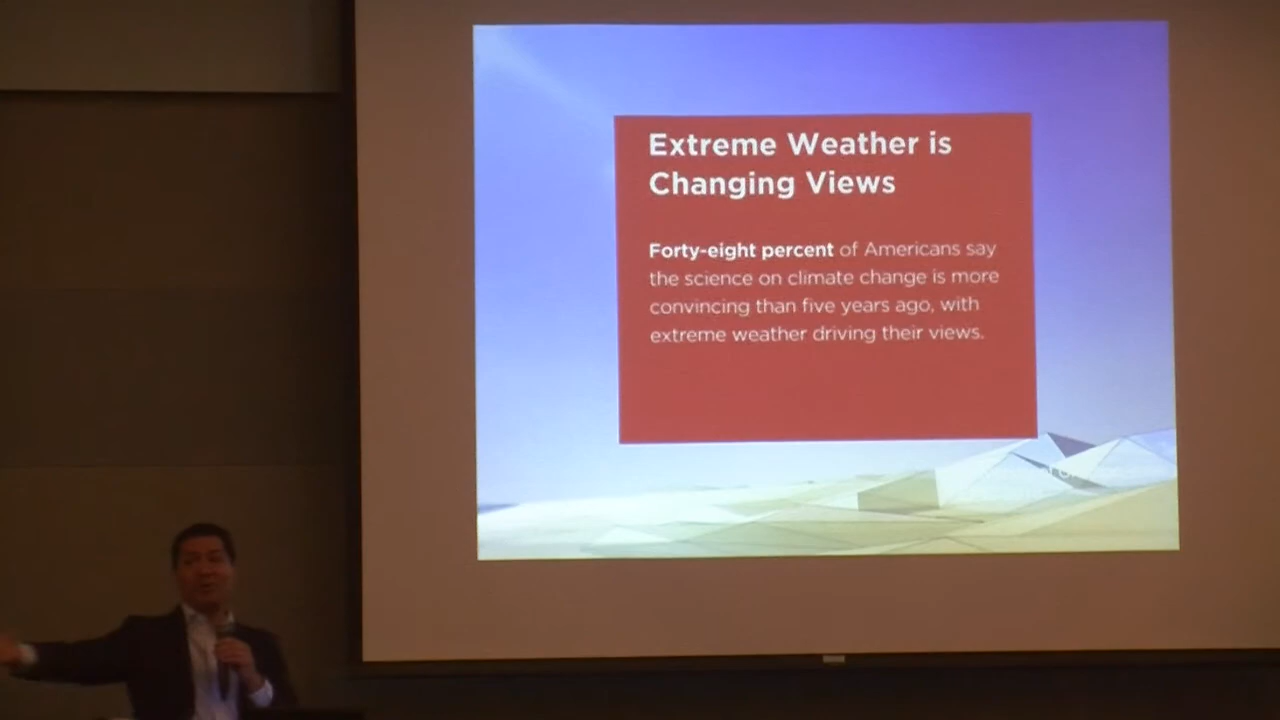 Extreme Weather is
Changing Views
Forty-eight percent of Americans say
the science on climate change is more
convincing than five years ago, with
extreme weather driving their views.